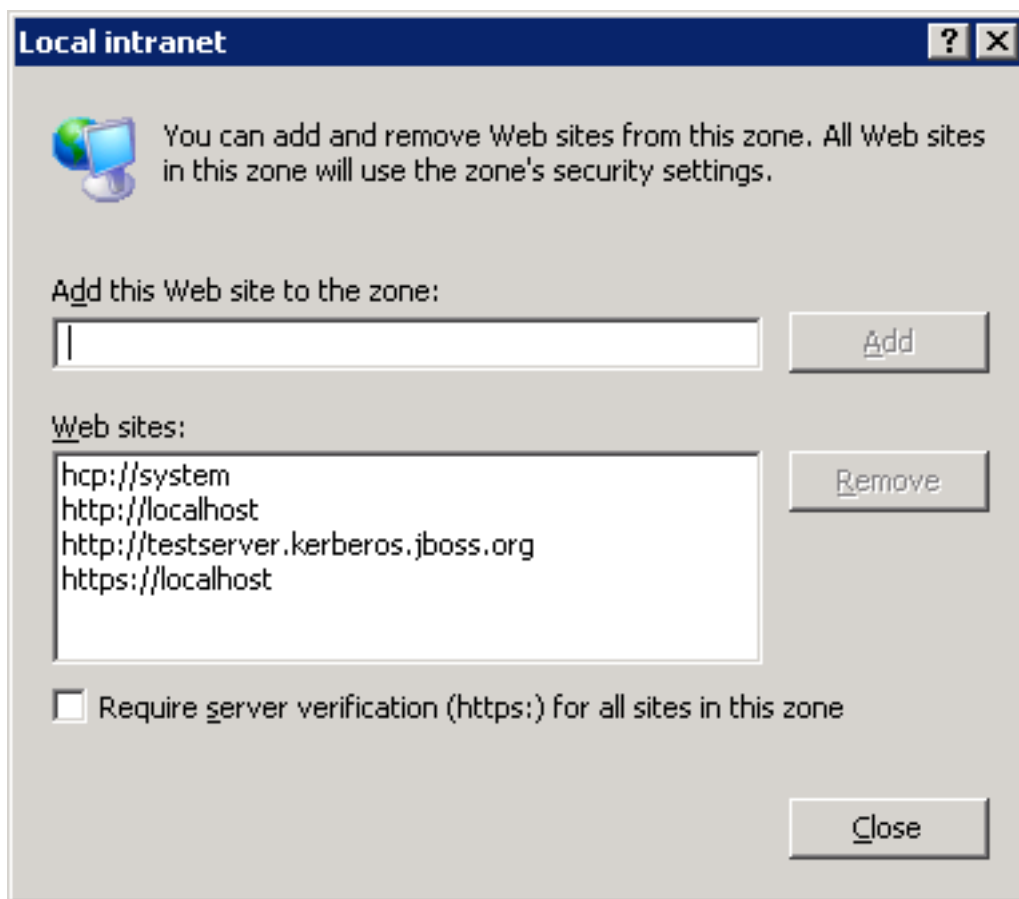 Local intranet
You can add and remove Web sites from this zone. All Web sites
in this zone will use the zone's security settings.
Add this Web site to the zone:
Add
Web sites:
hcp://system
http://localhost
http://testserver.kerberos.jboss.org
https://localhost
Remove
Require server verification (https:) for all sites in this zone
Close